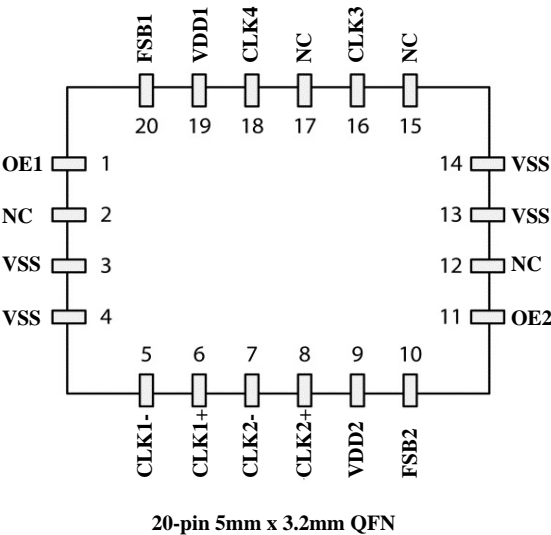 FSB1 VDD1 CLK4 NC CLK3 NC
20 19 18 17 16 15
OE1 1 14 VSS
NC 2 13 VSS
VSS 3 12 NC
VSS 4 11 OE2
5 6 7 8 9 10
CLK1- CLK1+ CLK2- CLK2+ VDD2 FSB2
20-pin 5mm x 3.2mm QFN